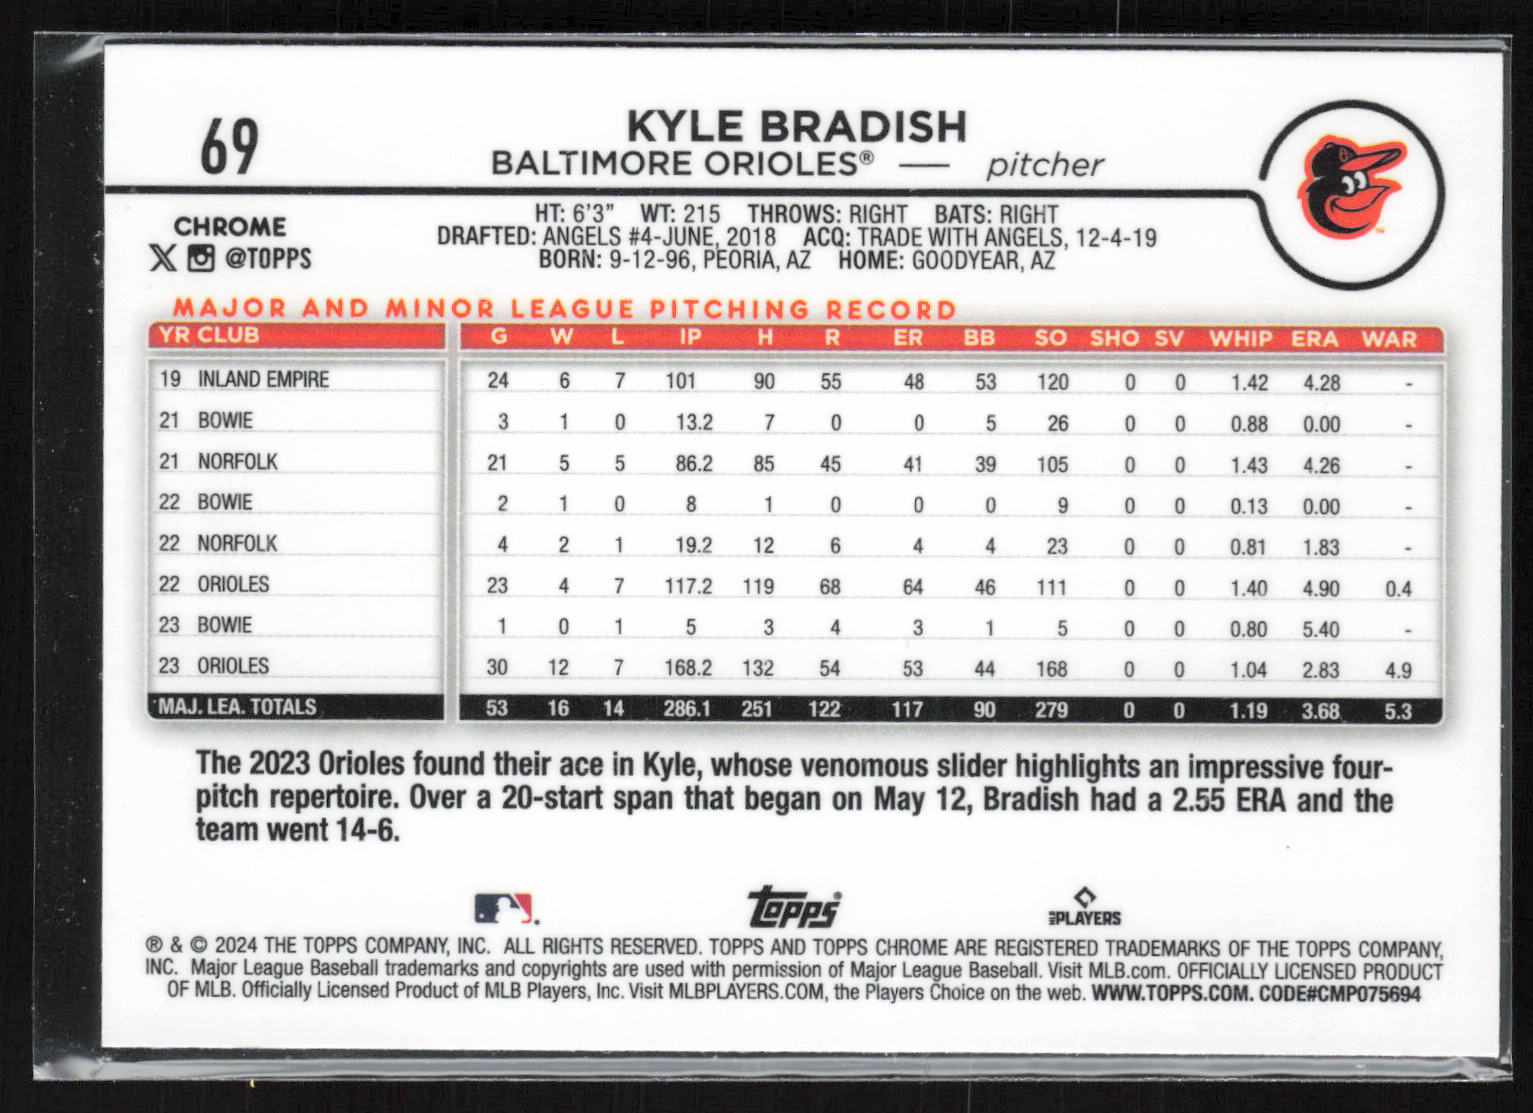 69
KYLE BRADISH
BALTIMORE ORIOLES® — pitcher
CHROME
@TOPPS
HT: 6'3" WT: 215 THROWS: RIGHT BATS: RIGHT
DRAFTED: ANGELS #4-JUNE, 2018 ACQ: TRADE WITH ANGELS, 12-4-19
BORN: 9-12-96, PEORIA, AZ HOME: GOODYEAR, AZ
MAJOR AND MINOR LEAGUE PITCHING RECORD
YR CLUB G W L IP H R ER BB SO SHO SV WHIP ERA WAR
19 INLAND EMPIRE 24 6 7 101 90 55 48 53 120 0 0 1.42 4.28 -
21 BOWIE 3 1 0 13.2 7 0 0 5 26 0 0 0.88 0.00 -
21 NORFOLK 21 5 5 86.2 85 45 41 39 105 0 0 1.43 4.26 -
22 BOWIE 2 1 0 8 1 0 0 0 9 0 0 0.13 0.00 -
22 NORFOLK 4 2 1 19.2 12 6 4 4 23 0 0 0.81 1.83 -
22 ORIOLES 23 4 7 117.2 119 68 64 46 111 0 0 1.40 4.90 0.4
23 BOWIE 1 0 1 5 3 4 3 1 5 0 0 0.80 5.40 -
23 ORIOLES 30 12 7 168.2 132 54 53 44 168 0 0 1.04 2.83 4.9
MAJ. LEA. TOTALS 53 16 14 286.1 251 122 117 90 279 0 0 1.19 3.68 5.3
The 2023 Orioles found their ace in Kyle, whose venomous slider highlights an impressive four-
pitch repertoire. Over a 20-start span that began on May 12, Bradish had a 2.55 ERA and the
team went 14-6.
topps®
MLB PLAYERS
® & © 2024 THE TOPPS COMPANY, INC. ALL RIGHTS RESERVED. TOPPS AND TOPPS CHROME ARE REGISTERED TRADEMARKS OF THE TOPPS COMPANY,
INC. Major League Baseball trademarks and copyrights are used with permission of Major League Baseball. Visit MLB.com. OFFICIALLY LICENSED PRODUCT
OF MLB. Officially Licensed Product of MLB Players, Inc. Visit MLBPLAYERS.COM, the Players Choice on the web. WWW.TOPPS.COM. CODE#CMP075694